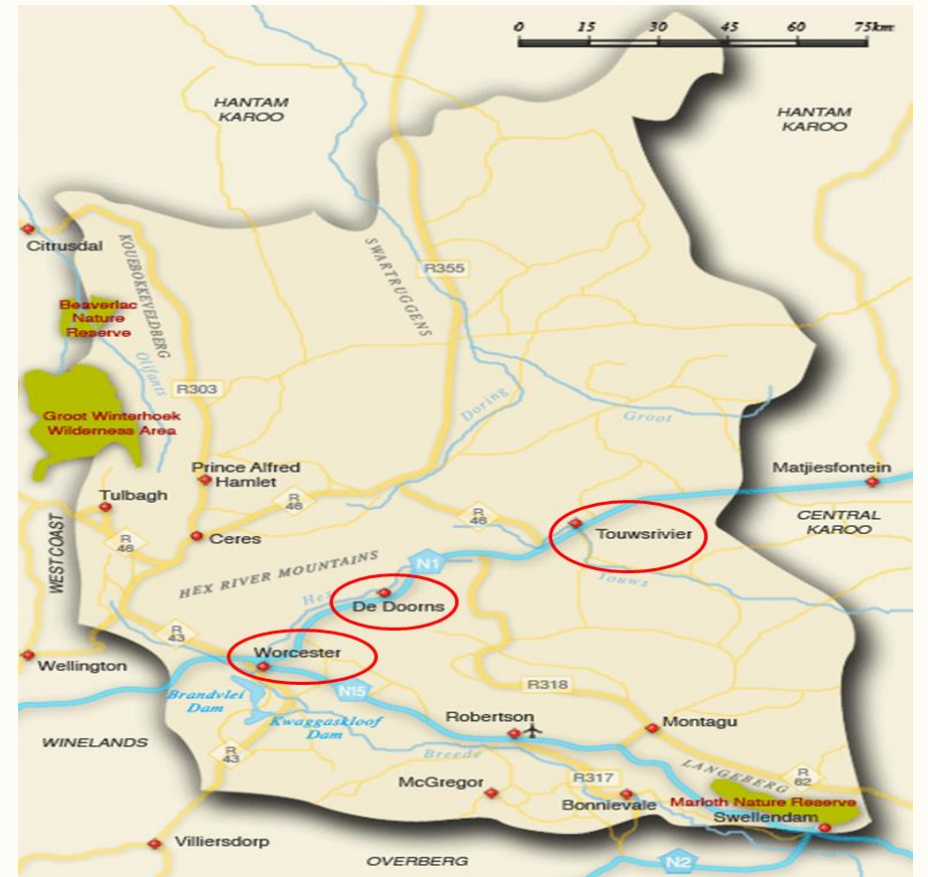 0 15 30 45 60 75km
HANTAM
KAROO
HANTAM
KAROO
Citrusdal
KOUEBOKKEVELDBERG
SWARTRUGGENS
R355
Beaverlac
Nature
Reserve
Olifants
R303
Groot Winterhoek
Wilderness Area
Doring
Groot
Prince Alfred
Hamlet
Matjiesfontein
Tulbagh
R
46
R
46
CENTRAL
KAROO
WESTCOAST
R
46
Ceres
Touwsrivier
HEX RIVER MOUNTAINS
N1
Touws
Hex
De Doorns
R
43
Worcester
Wellington
Brandvlei
Dam
N15
R318
Kwaggaskloof
Dam
Robertson
Montagu
WINELANDS
R
43
Breede
LANGEBERG
R
62
McGregor
R317
Bonnievale
Marloth Nature Reserve
Swellendam
Villiersdorp
OVERBERG
N2